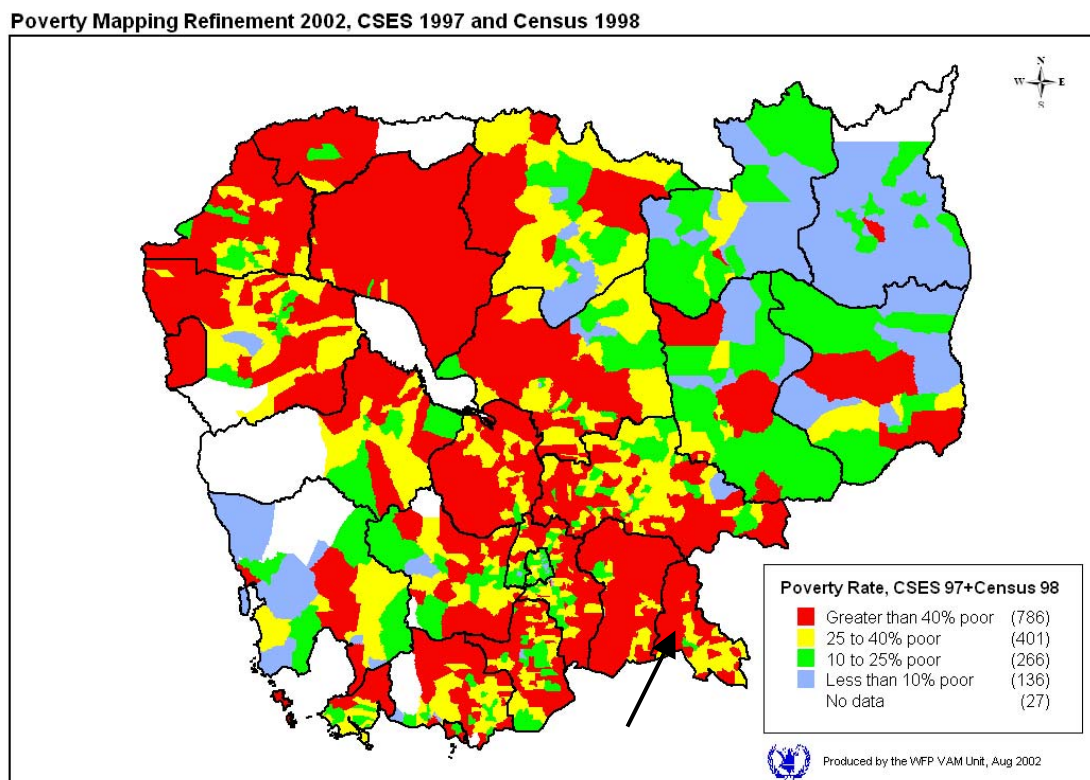 Poverty Mapping Refinement 2002, CSES 1997 and Census 1998
N
W E
S
Poverty Rate, CSES 97+Census 98
Greater than 40% poor (786)
25 to 40% poor (401)
10 to 25% poor (266)
Less than 10% poor (136)
No data (27)
Produced by the WFP VAM Unit, Aug 2002